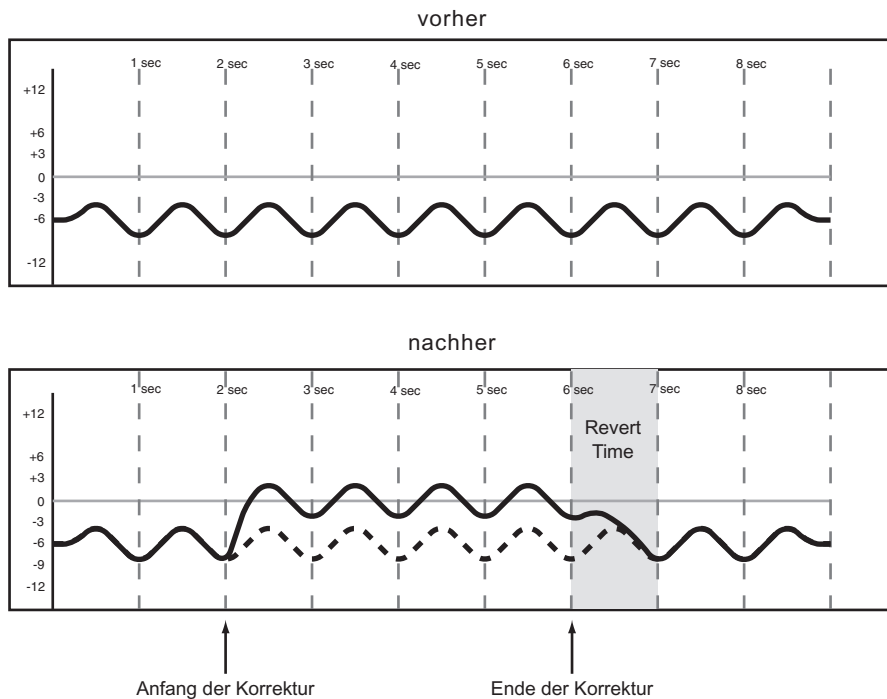 vorher
1 sec 2 sec 3 sec 4 sec 5 sec 6 sec 7 sec 8 sec
+12
+6
+3
0
-3
-6
-12
nachher
1 sec 2 sec 3 sec 4 sec 5 sec 6 sec 7 sec 8 sec
+12
Revert
Time
+6
+3
0
-3
-6
-9
-12
Anfang der Korrektur Ende der Korrektur